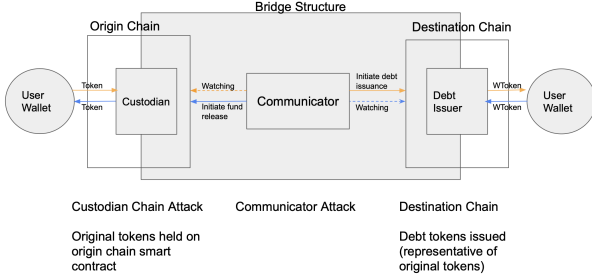 Bridge Structure
Origin Chain
Destination Chain
User
Wallet
Token
Token
Custodian
Watching
Initiate fund
release
Communicator
Initiate debt
issuance
Watching
Debt
Issuer
WToken
WToken
User
Wallet
Custodian Chain Attack
Communicator Attack
Destination Chain
Original tokens held on
origin chain smart
contract
Debt tokens issued
(representative of
original tokens)